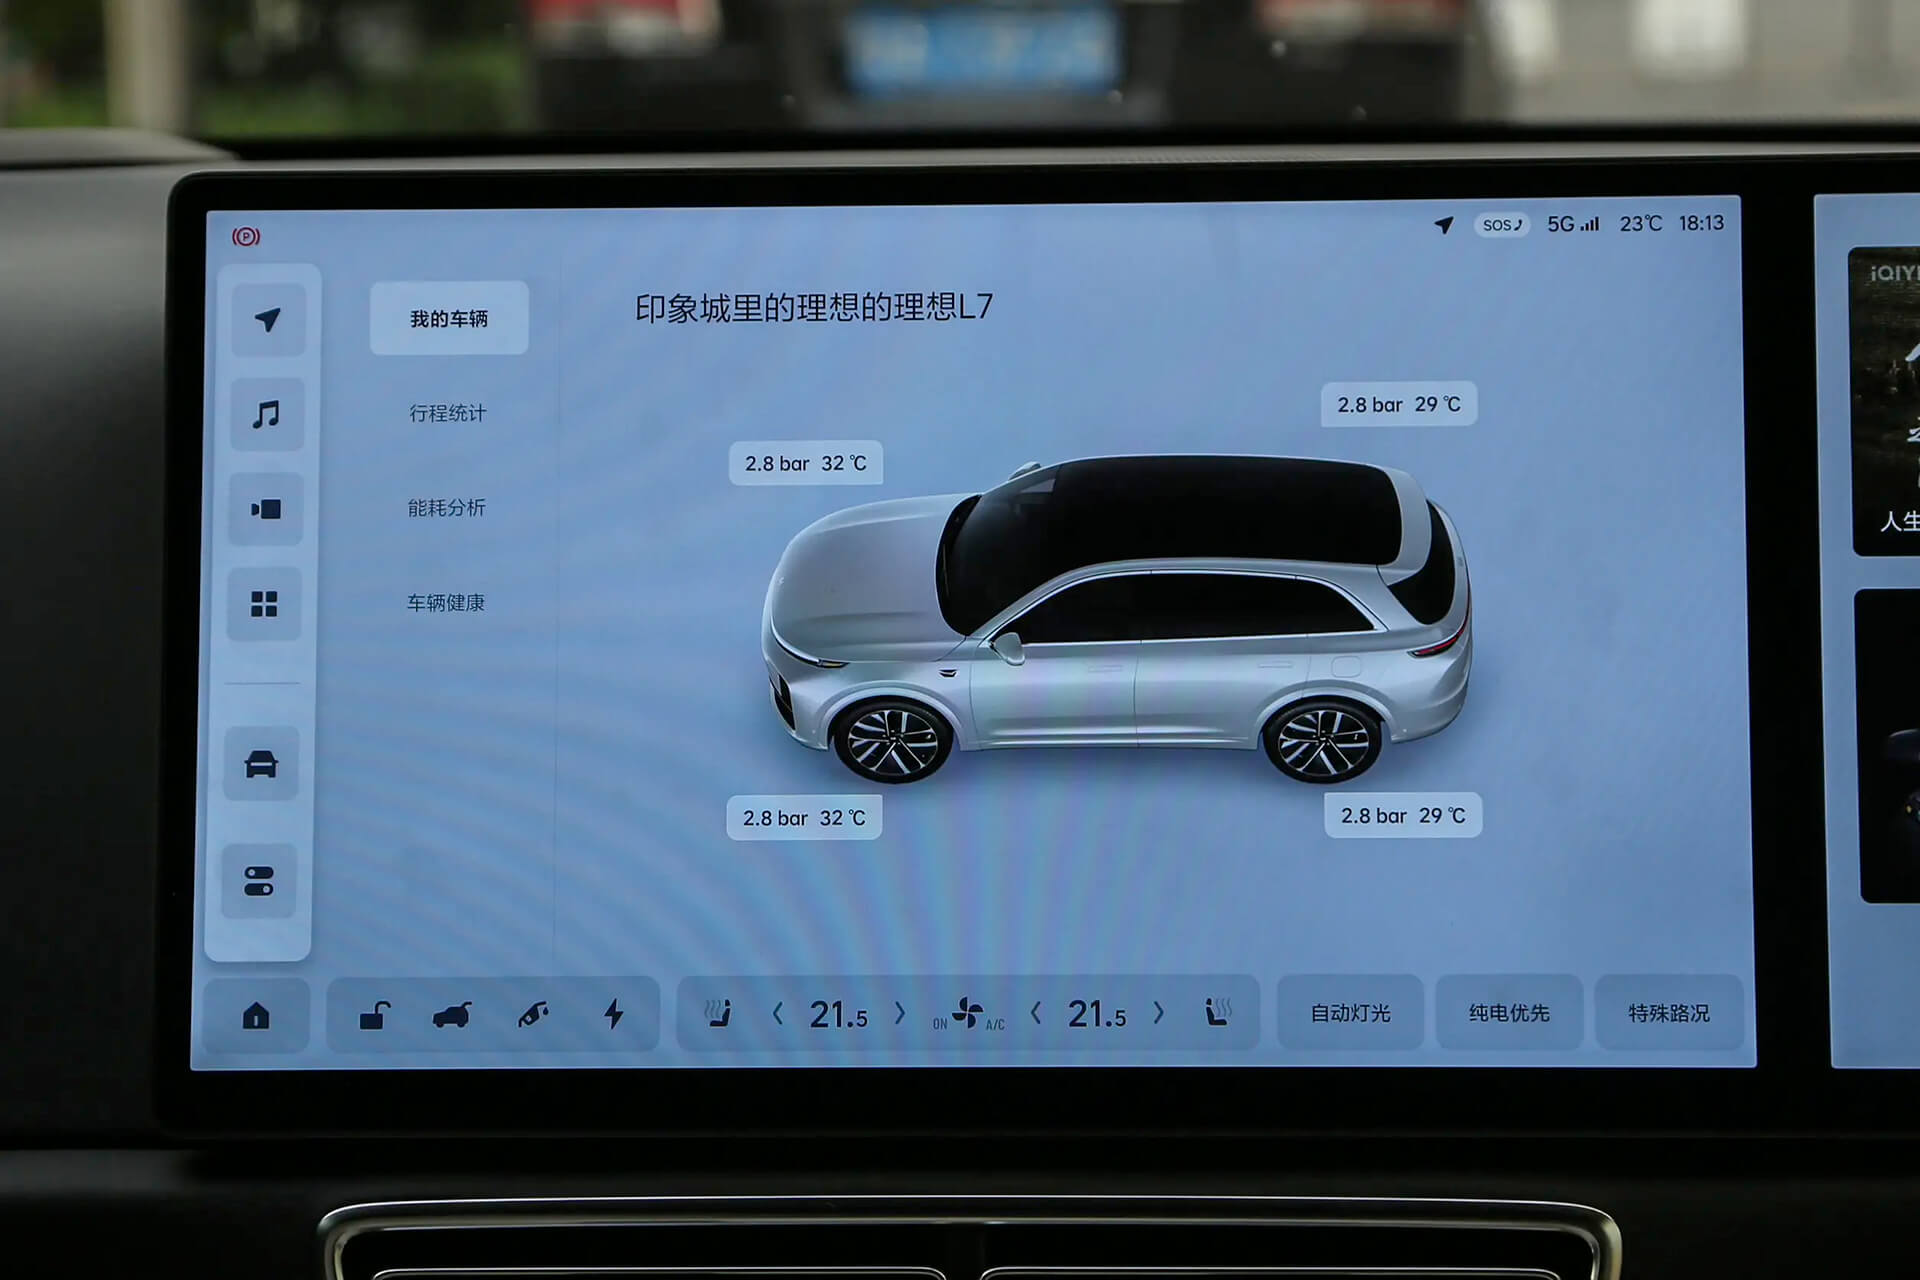 SOS 5G 23℃ 18:13
我的车辆
行程统计
能耗分析
车辆健康
印象城里的理想的理想L7
2.8 bar 29℃
2.8 bar 32℃
2.8 bar 32℃
2.8 bar 29℃
21.5
ON
A/C
21.5
自动灯光
纯电优先
特殊路况
人生